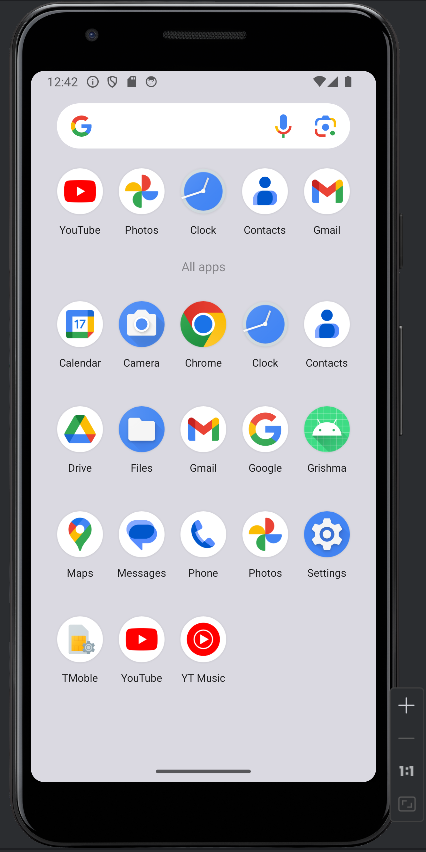 12:42
YouTube Photos Clock Contacts Gmail
All apps
17
Calendar Camera Chrome Clock Contacts
Drive Files Gmail Google Grishma
Maps Messages Phone Photos Settings
TMoble YouTube YT Music
1:1